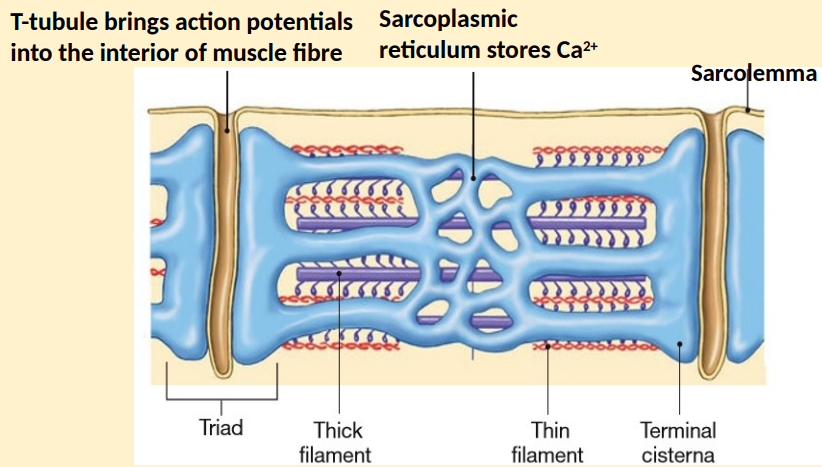 T-tubule brings action potentials
into the interior of muscle fibre
Sarcoplasmic
reticulum stores Ca²⁺
Sarcolemma
Triad
Thick
filament
Thin
filament
Terminal
cisterna